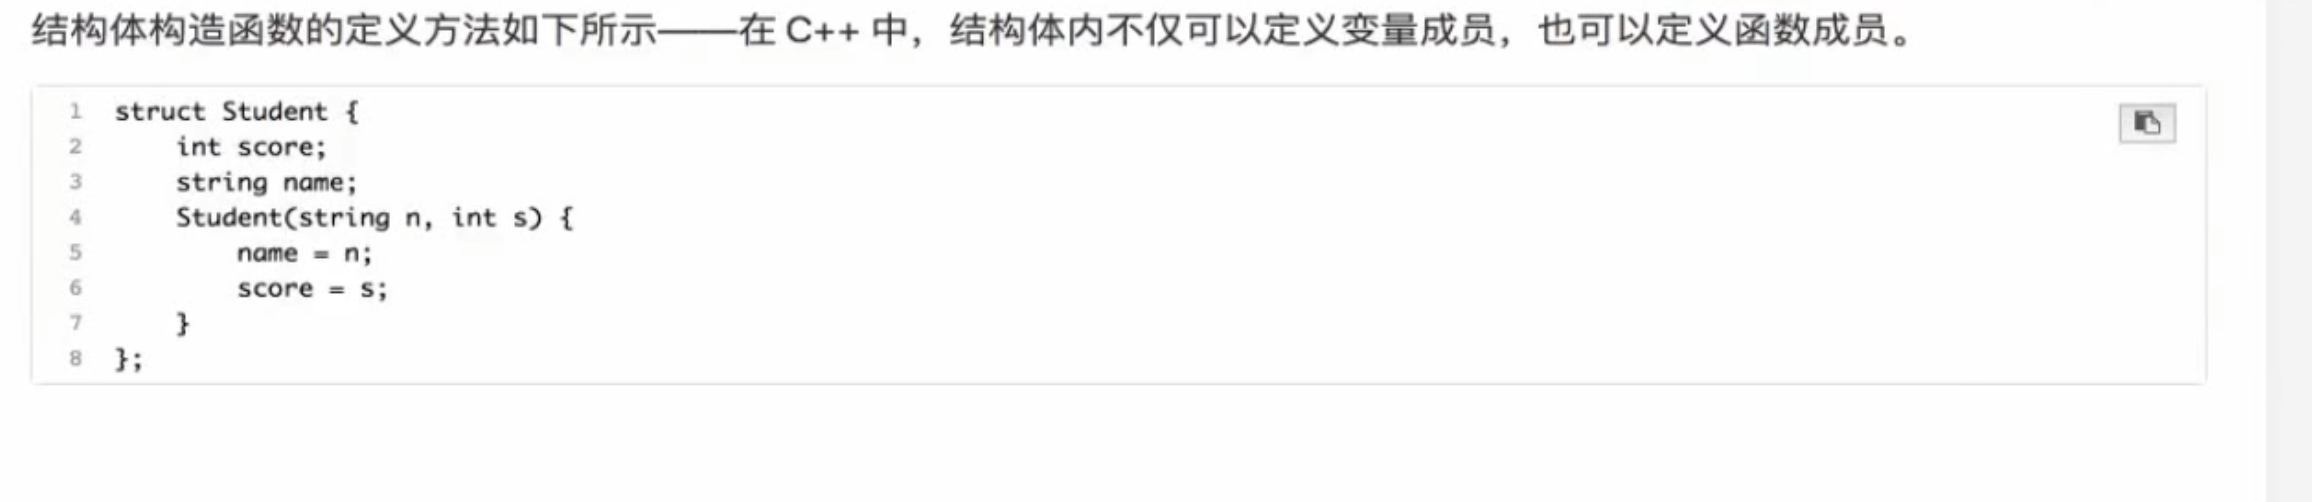 结构体构造函数的定义方法如下所示——在 C++ 中，结构体内不仅可以定义变量成员，也可以定义函数成员。
1 struct Student {
2     int score;
3     string name;
4     Student(string n, int s) {
5         name = n;
6         score = s;
7     }
8 };